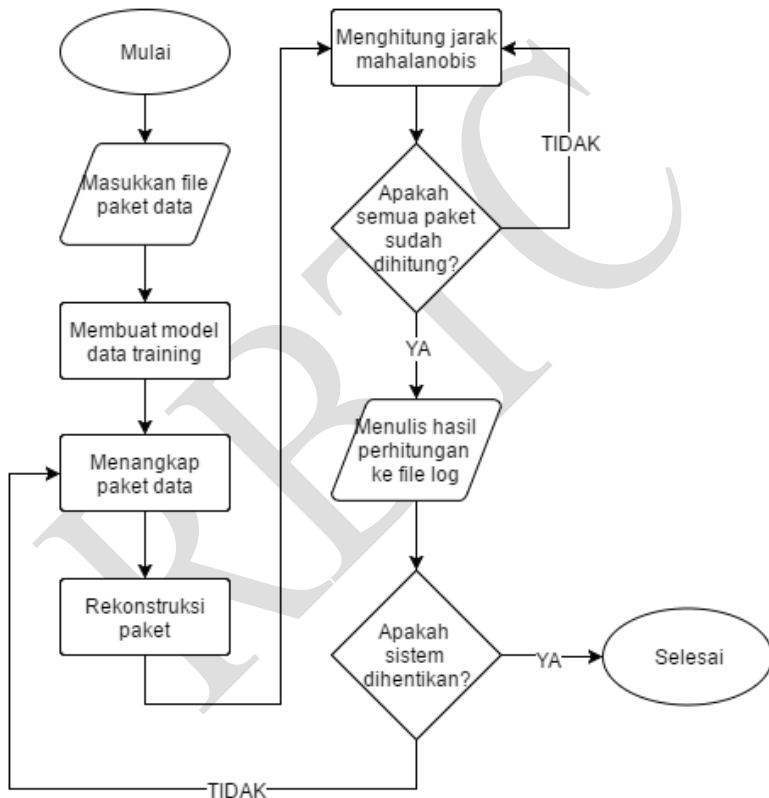 Mulai
Masukkan file
paket data
Membuat model
data training
Menangkap
paket data
Rekonstruksi
paket
Menghitung jarak
mahalanobis
TIDAK
Apakah
semua paket
sudah
dihitung?
YA
Menulis hasil
perhitungan
ke file log
Apakah
sistem
dihentikan?
YA
Selesai
TIDAK
RBTC